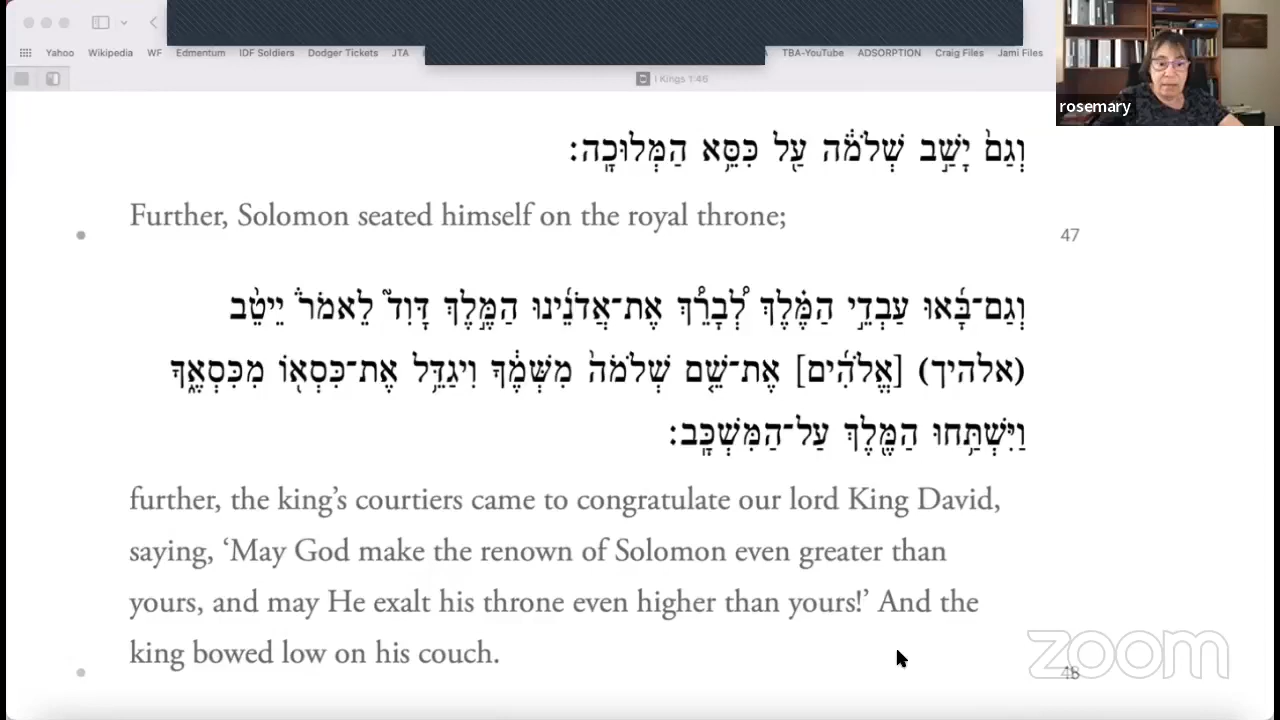 Yahoo Wikipedia WF Edmentum IDF Soldiers Dodger Tickets JTA TBA-YouTube ADSORPTION Craig Files Jami Files
I Kings 1:46
rosemary
וְגַם֙ יָשַׁ֣ב שְׁלֹמֹ֔ה עַ֖ל כִּסֵּ֥א הַמְּלוּכָֽה׃
Further, Solomon seated himself on the royal throne;
47
וְגַם־בָּ֜אוּ עַבְדֵ֣י הַמֶּ֗לֶךְ לְ֠בָרֵ֠ךְ אֶת־אֲדֹנֵ֜ינוּ הַמֶּ֣לֶךְ דָּוִד֮ לֵאמֹר֒ יֵיטֵ֨ב
(אלהיך) [אֱלֹהִ֜ים] אֶת־שֵׁ֤ם שְׁלֹמֹה֙ מִשְּׁמֶ֔ךָ וִיגַדֵּ֥ל אֶת־כִּסְא֖וֹ מִכִּסְאֶ֑ךָ
וַיִּשְׁתַּ֥חוּ הַמֶּ֖לֶךְ עַל־הַמִּשְׁכָּֽב׃
further, the king’s courtiers came to congratulate our lord King David,
saying, ‘May God make the renown of Solomon even greater than
yours, and may He exalt his throne even higher than yours!’ And the
king bowed low on his couch.
zoom
48